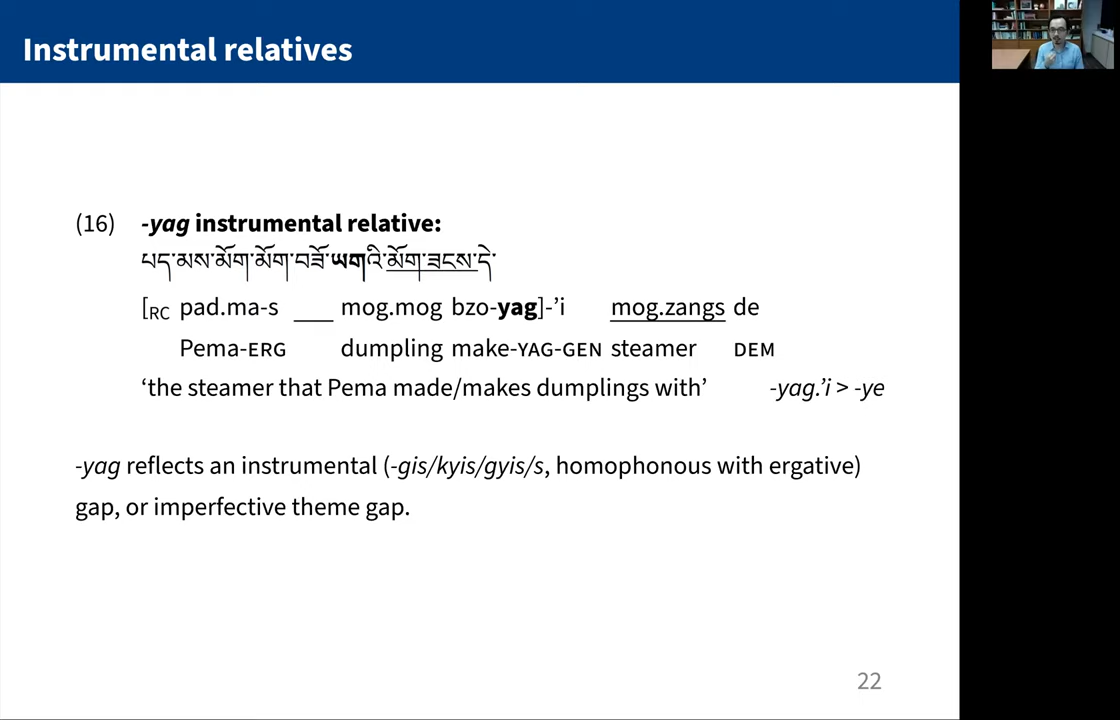 Instrumental relatives
(16) -yag instrumental relative:
པད་མས་མོག་མོག་བཟོ་ཡགའི་མོག་ཟངས་དེ་
[RC pad.ma-s ___ mog.mog bzo-yag]-’i mog.zangs de
Pema-ERG dumpling make-YAG-GEN steamer DEM
‘the steamer that Pema made/makes dumplings with’ -yag.’i > -ye
-yag reflects an instrumental (-gis/kyis/gyis/s, homophonous with ergative)
gap, or imperfective theme gap.
22